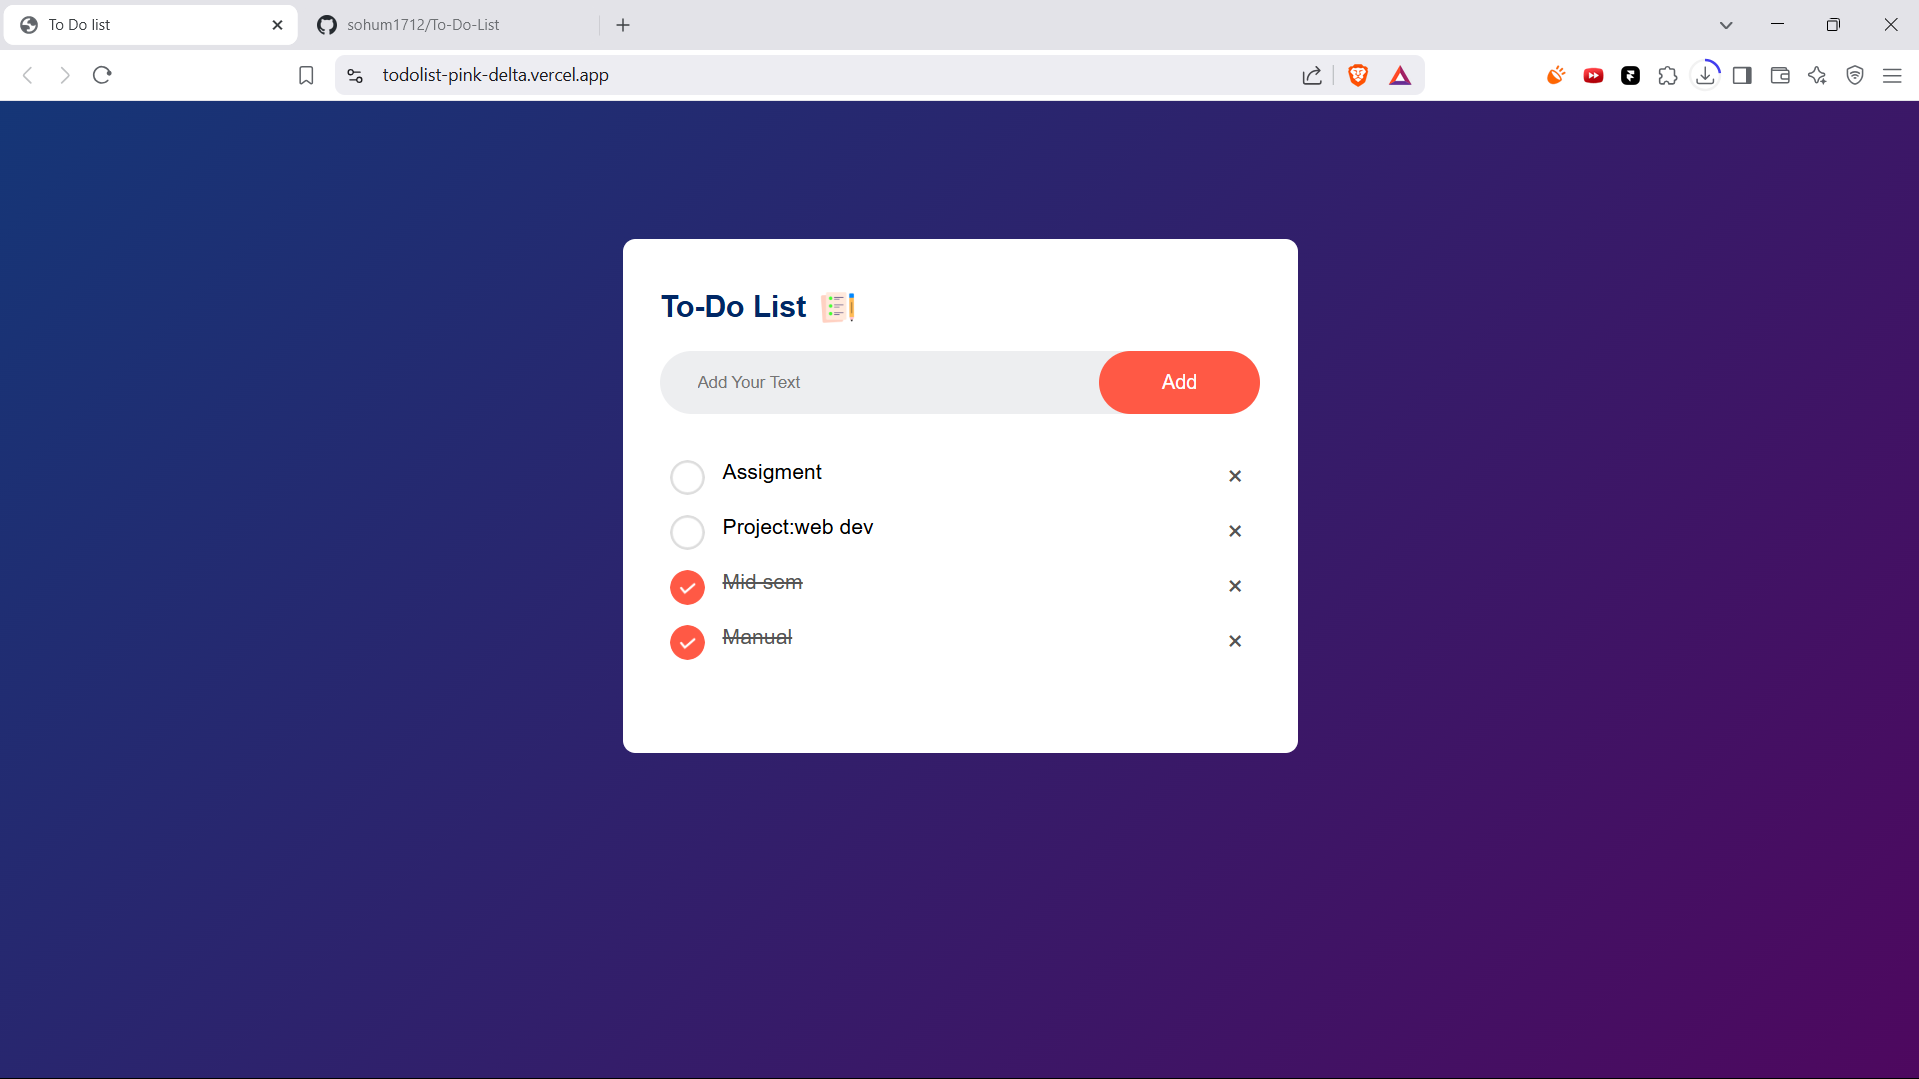 To Do list
sohum1712/To-Do-List
todolist-pink-delta.vercel.app
To-Do List
Add Your Text
Add
Assigment
Project:web dev
Mid sem
Manual